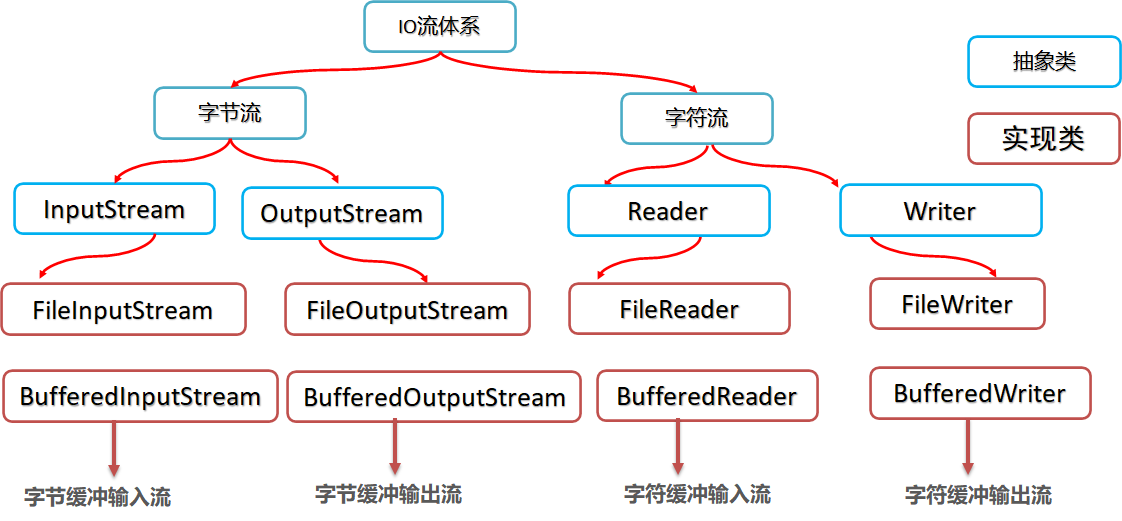 IO流体系
抽象类
字节流
字符流
实现类
InputStream
OutputStream
Reader
Writer
FileInputStream
FileOutputStream
FileReader
FileWriter
BufferedInputStream
BufferedOutputStream
BufferedReader
BufferedWriter
字节缓冲输入流
字节缓冲输出流
字符缓冲输入流
字符缓冲输出流